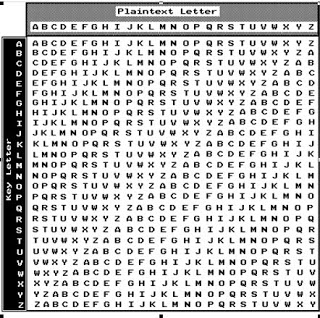 Plaintext Letter
A B C D E F G H I J K L M N O P Q R S T U V W X Y Z
Key Letter
A A B C D E F G H I J K L M N O P Q R S T U V W X Y Z
B B C D E F G H I J K L M N O P Q R S T U V W X Y Z A
C C D E F G H I J K L M N O P Q R S T U V W X Y Z A B
D D E F G H I J K L M N O P Q R S T U V W X Y Z A B C
E E F G H I J K L M N O P Q R S T U V W X Y Z A B C D
F F G H I J K L M N O P Q R S T U V W X Y Z A B C D E
G G H I J K L M N O P Q R S T U V W X Y Z A B C D E F
H H I J K L M N O P Q R S T U V W X Y Z A B C D E F G
I I J K L M N O P Q R S T U V W X Y Z A B C D E F G H
J J K L M N O P Q R S T U V W X Y Z A B C D E F G H I
K K L M N O P Q R S T U V W X Y Z A B C D E F G H I J
L L M N O P Q R S T U V W X Y Z A B C D E F G H I J K
M M N O P Q R S T U V W X Y Z A B C D E F G H I J K L
N N O P Q R S T U V W X Y Z A B C D E F G H I J K L M
O O P Q R S T U V W X Y Z A B C D E F G H I J K L M N
P P Q R S T U V W X Y Z A B C D E F G H I J K L M N O
Q Q R S T U V W X Y Z A B C D E F G H I J K L M N O P
R R S T U V W X Y Z A B C D E F G H I J K L M N O P Q
S S T U V W X Y Z A B C D E F G H I J K L M N O P Q R
T T U V W X Y Z A B C D E F G H I J K L M N O P Q R S
U U V W X Y Z A B C D E F G H I J K L M N O P Q R S T
V V W X Y Z A B C D E F G H I J K L M N O P Q R S T U
W W X Y Z A B C D E F G H I J K L M N O P Q R S T U V
X X Y Z A B C D E F G H I J K L M N O P Q R S T U V W
Y Y Z A B C D E F G H I J K L M N O P Q R S T U V W X
Z Z A B C D E F G H I J K L M N O P Q R S T U V W X Y